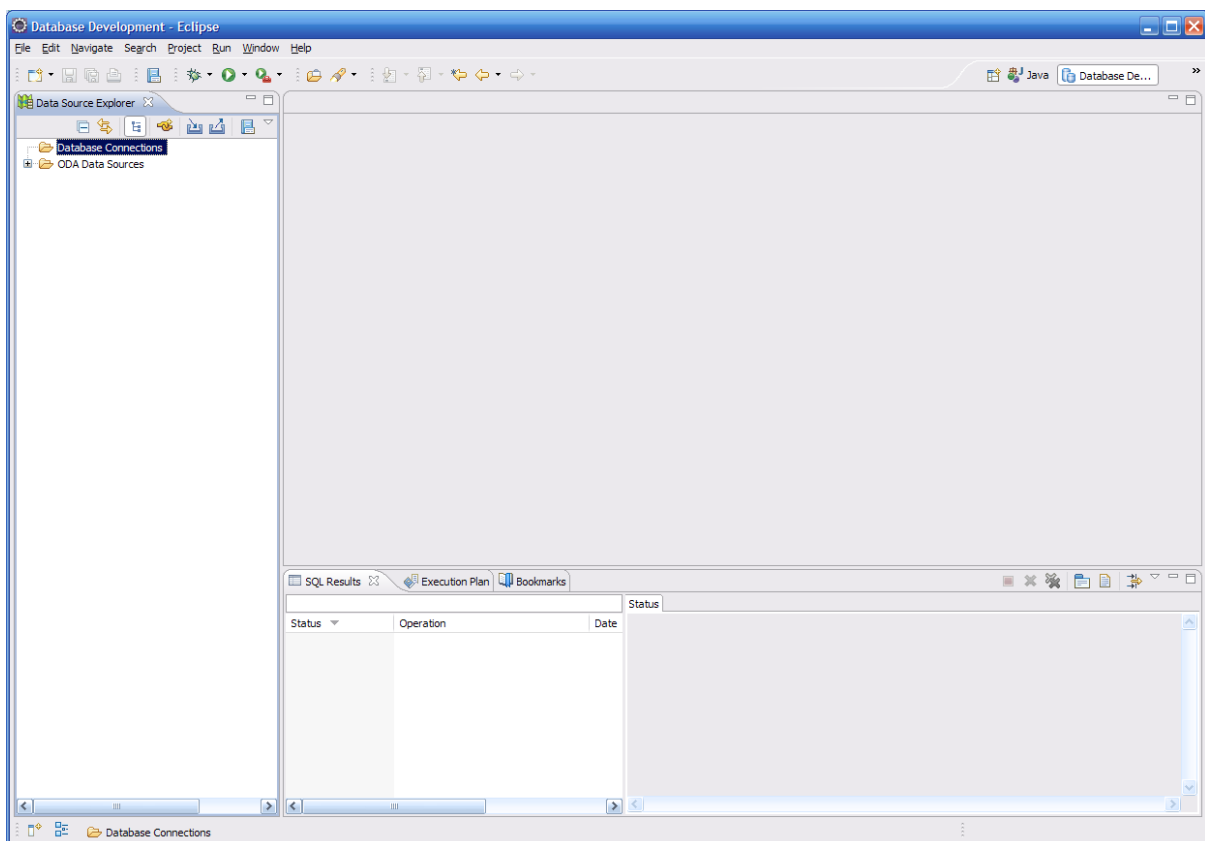 Database Development - Eclipse
File Edit Navigate Search Project Run Window Help
Java Database De... »
Data Source Explorer
Database Connections
ODA Data Sources
SQL Results Execution Plan Bookmarks
Status
Status Operation Date
Database Connections